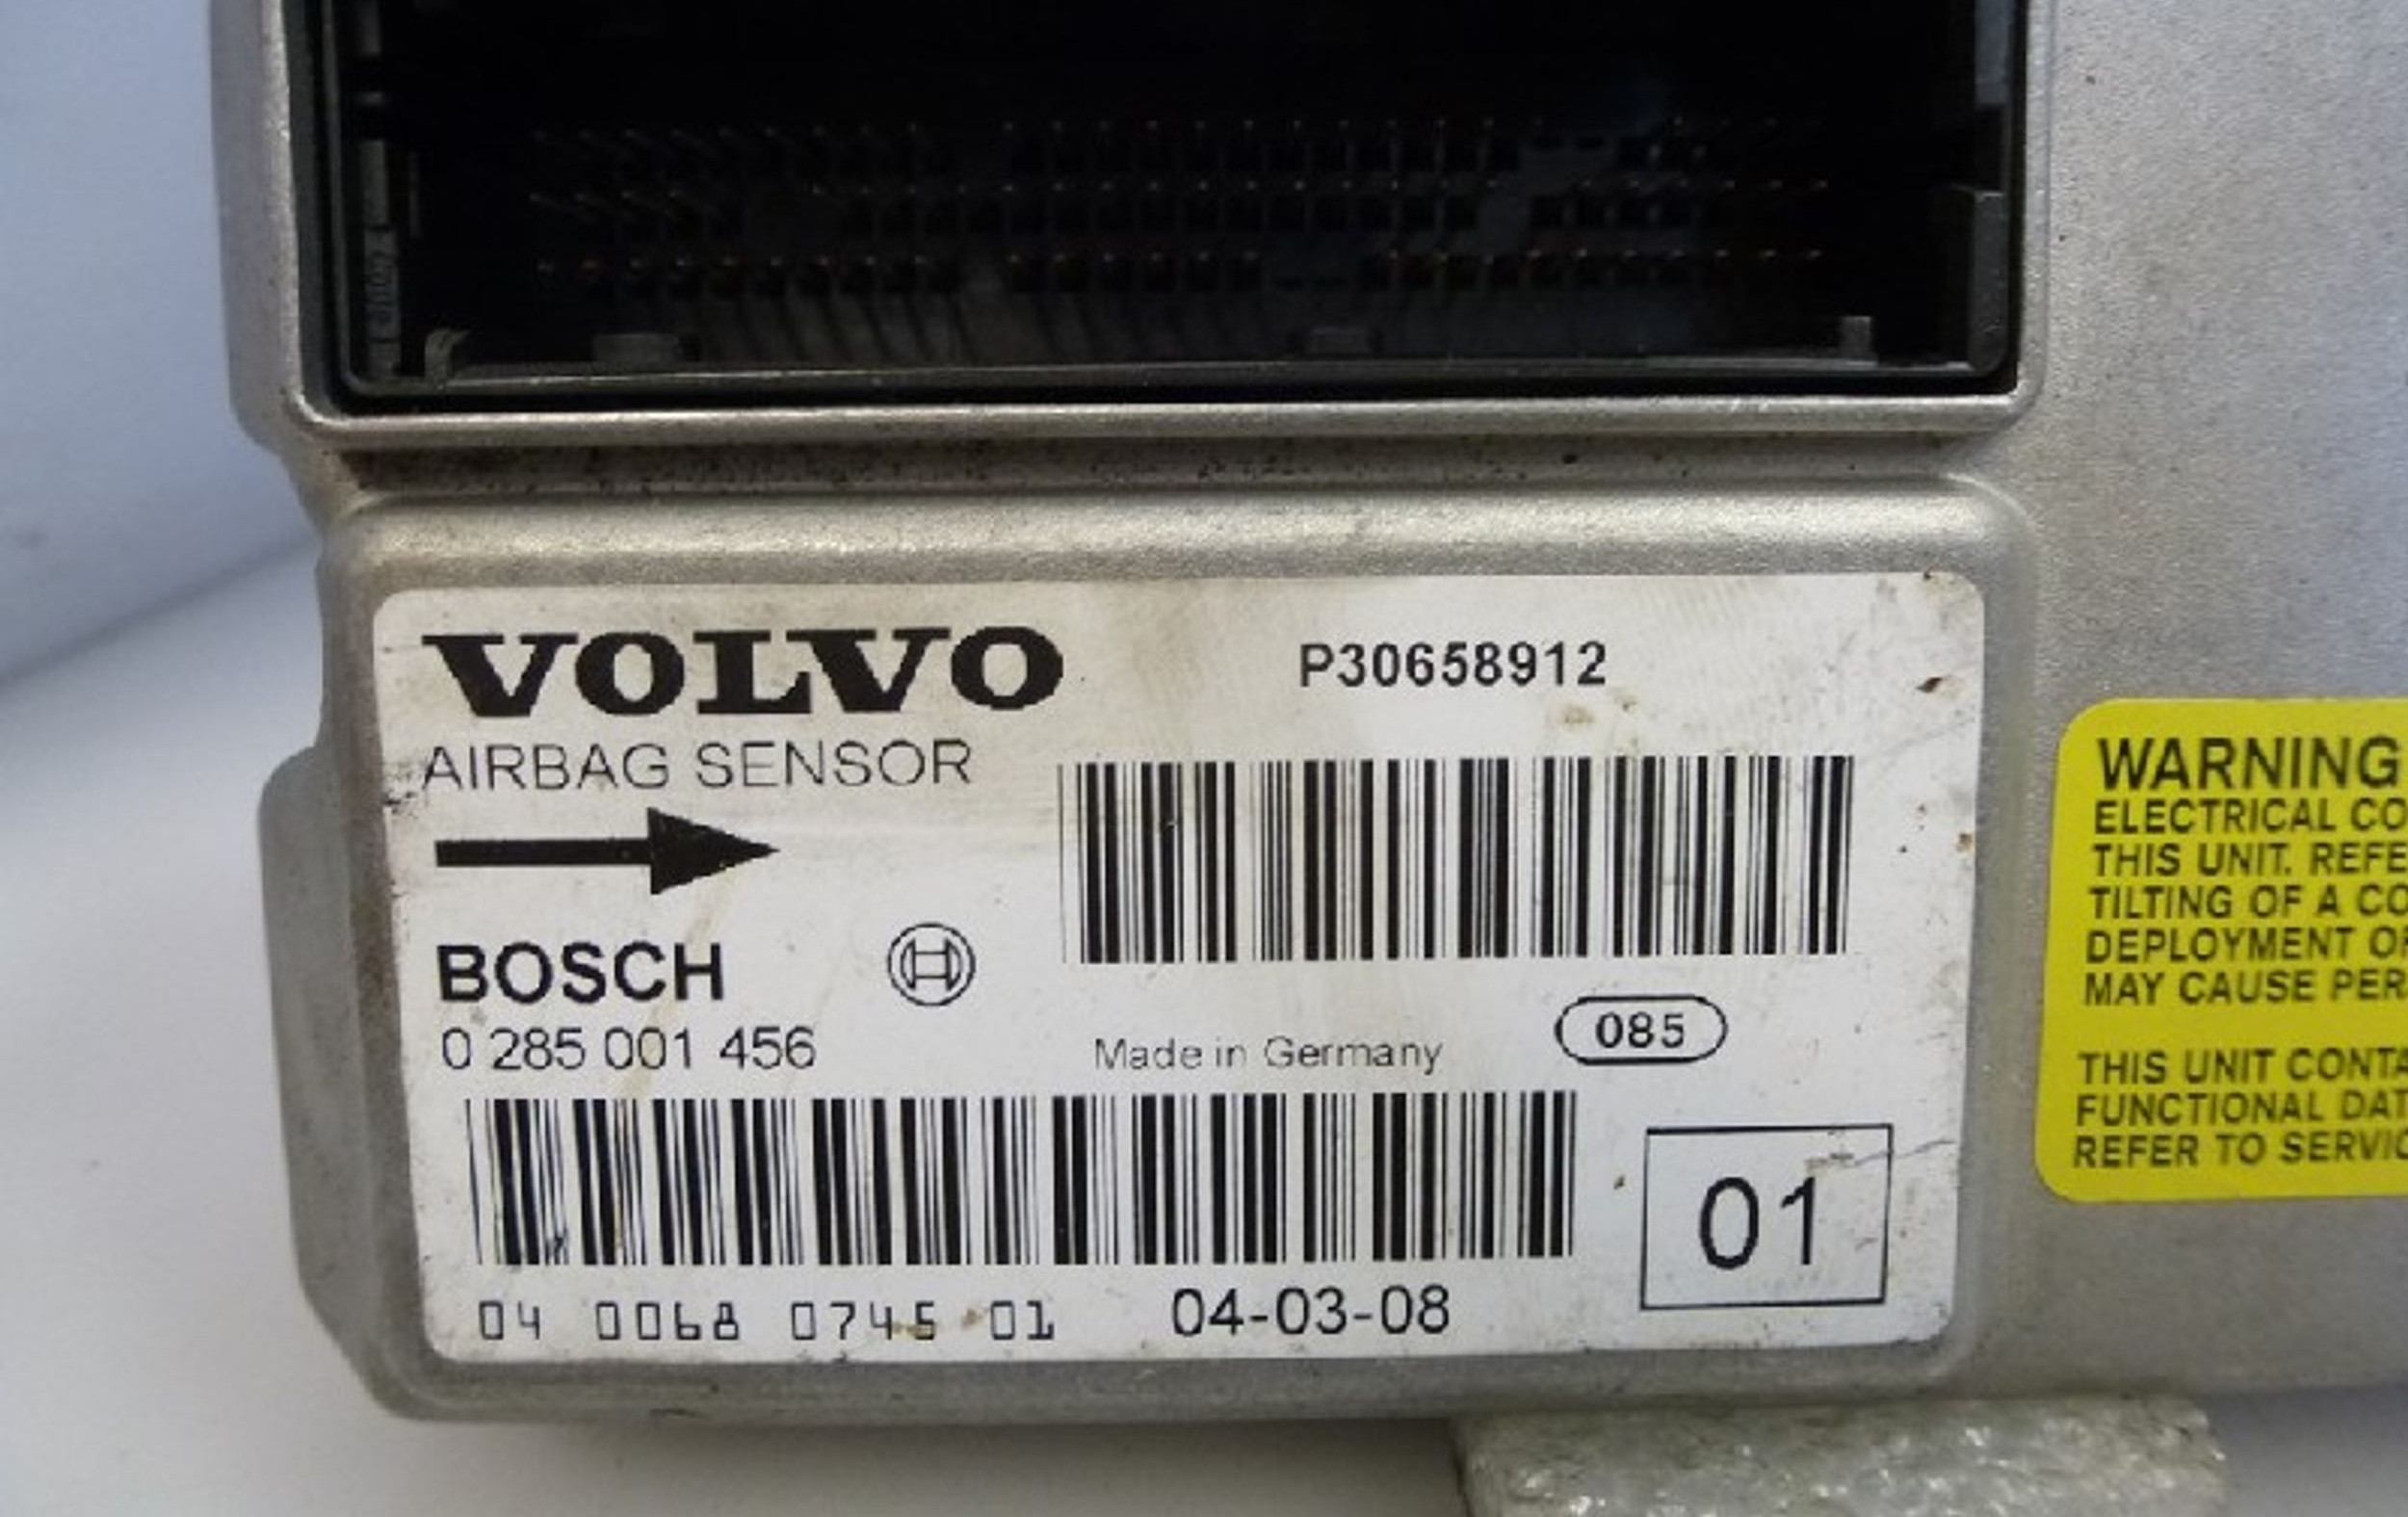 VOLVO
P30658912
AIRBAG SENSOR
BOSCH
0 285 001 456
Made in Germany
085
01
04 0068 0745 01
04-03-08
WARNING
ELECTRICAL CO
THIS UNIT. REFE
TILTING OF A CO
DEPLOYMENT OF
MAY CAUSE PER
THIS UNIT CONTA
FUNCTIONAL DAT
REFER TO SERVIC